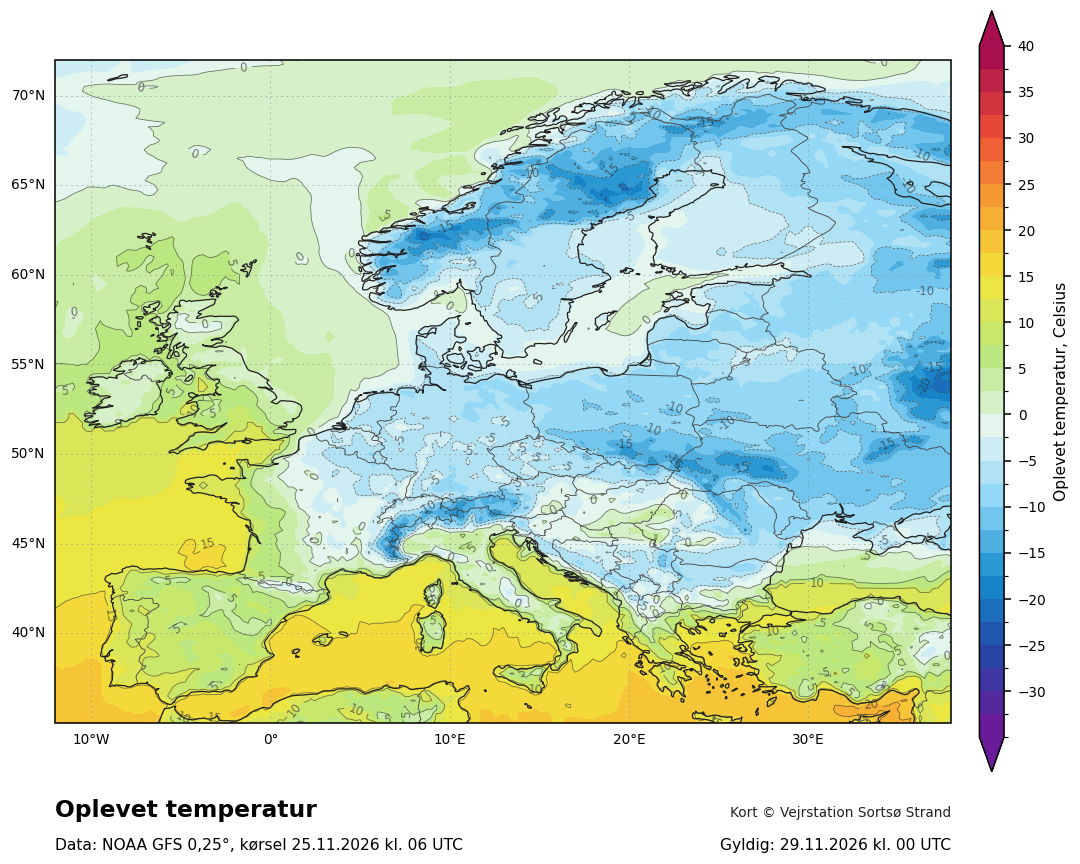 70°N
65°N
60°N
55°N
50°N
45°N
40°N
10°W
0°
10°E
20°E
30°E
40
35
30
25
20
15
10
5
0
−5
−10
−15
−20
−25
−30
Oplevet temperatur, Celsius
Oplevet temperatur
Kort © Vejrstation Sortsø Strand
Data: NOAA GFS 0,25°, kørsel 25.11.2026 kl. 06 UTC
Gyldig: 29.11.2026 kl. 00 UTC